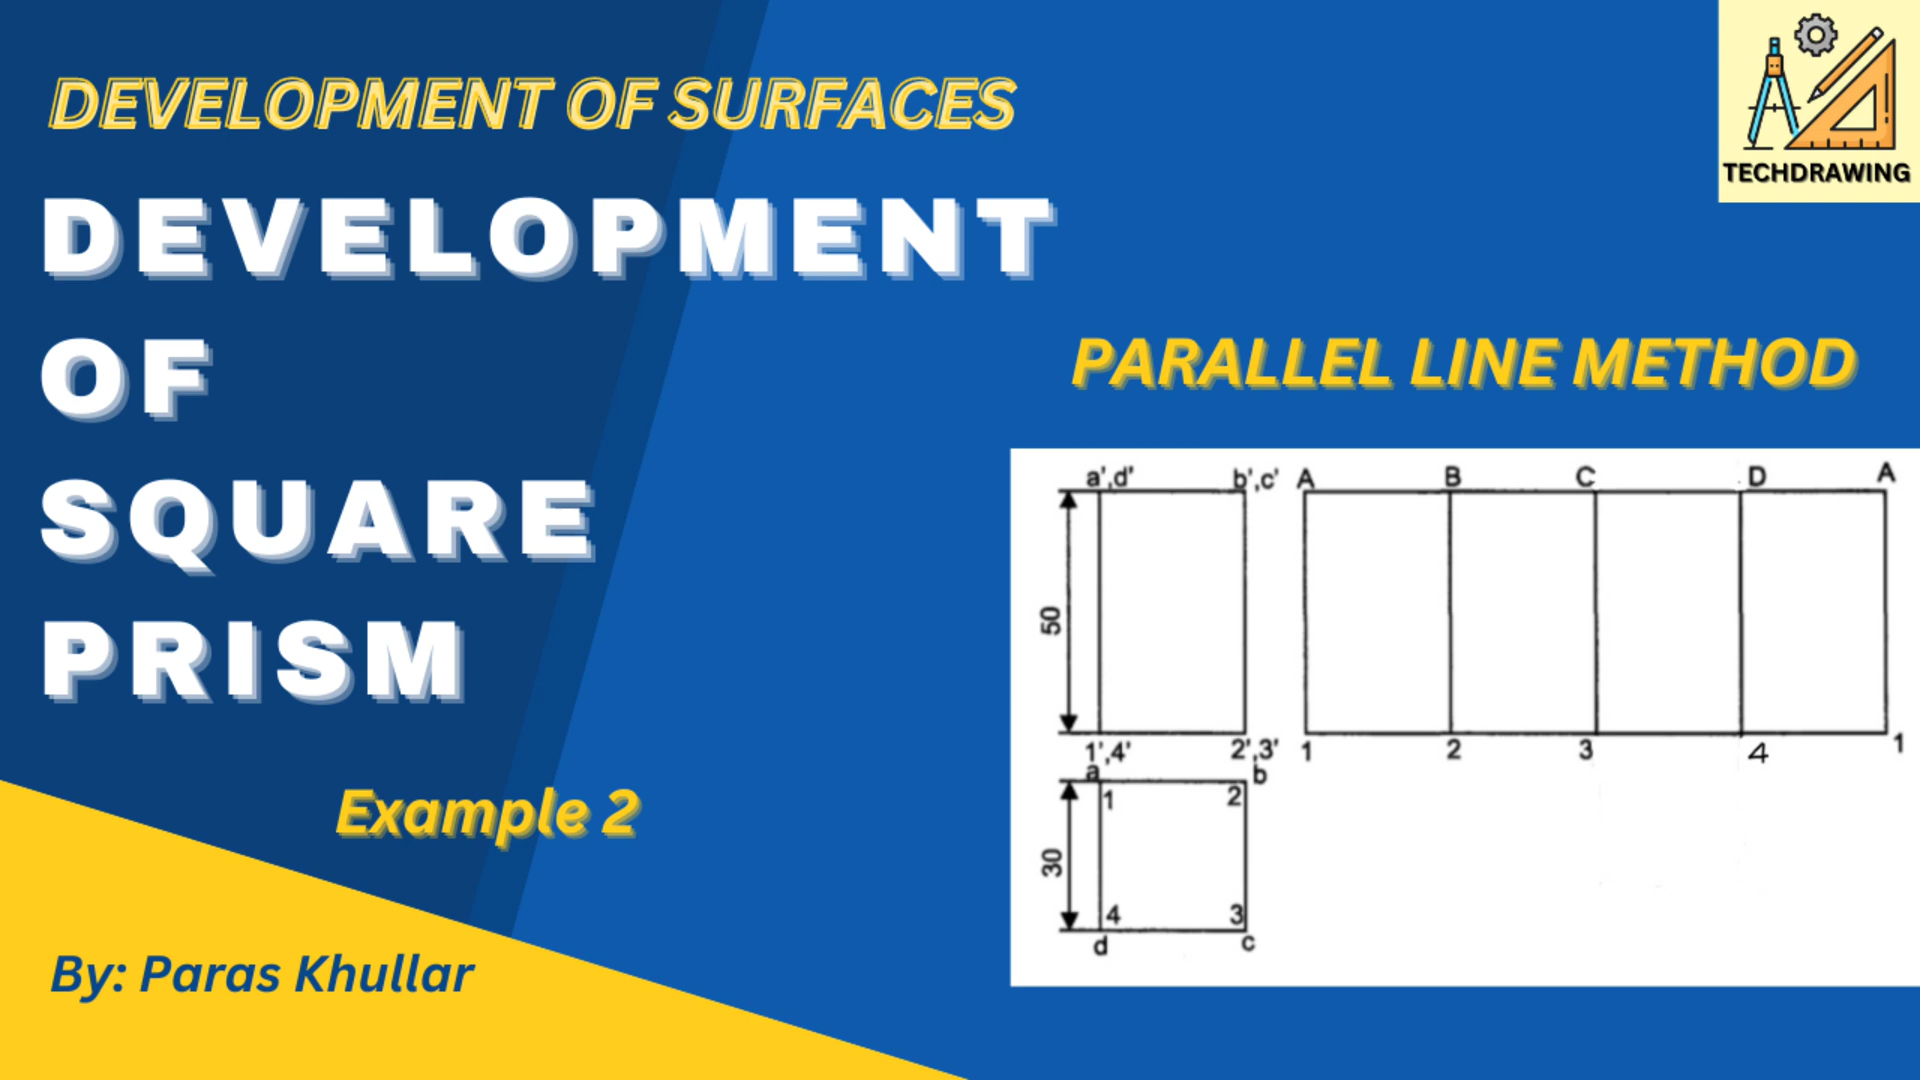 DEVELOPMENT OF SURFACES
DEVELOPMENT
OF
SQUARE
PRISM
Example 2
By: Paras Khullar
TECHDRAWING
PARALLEL LINE METHOD
a',d' b',c' A B C D A
50
1',4' 2',3' 1 2 3 4 1
a b
1 2
30
4 3
d c